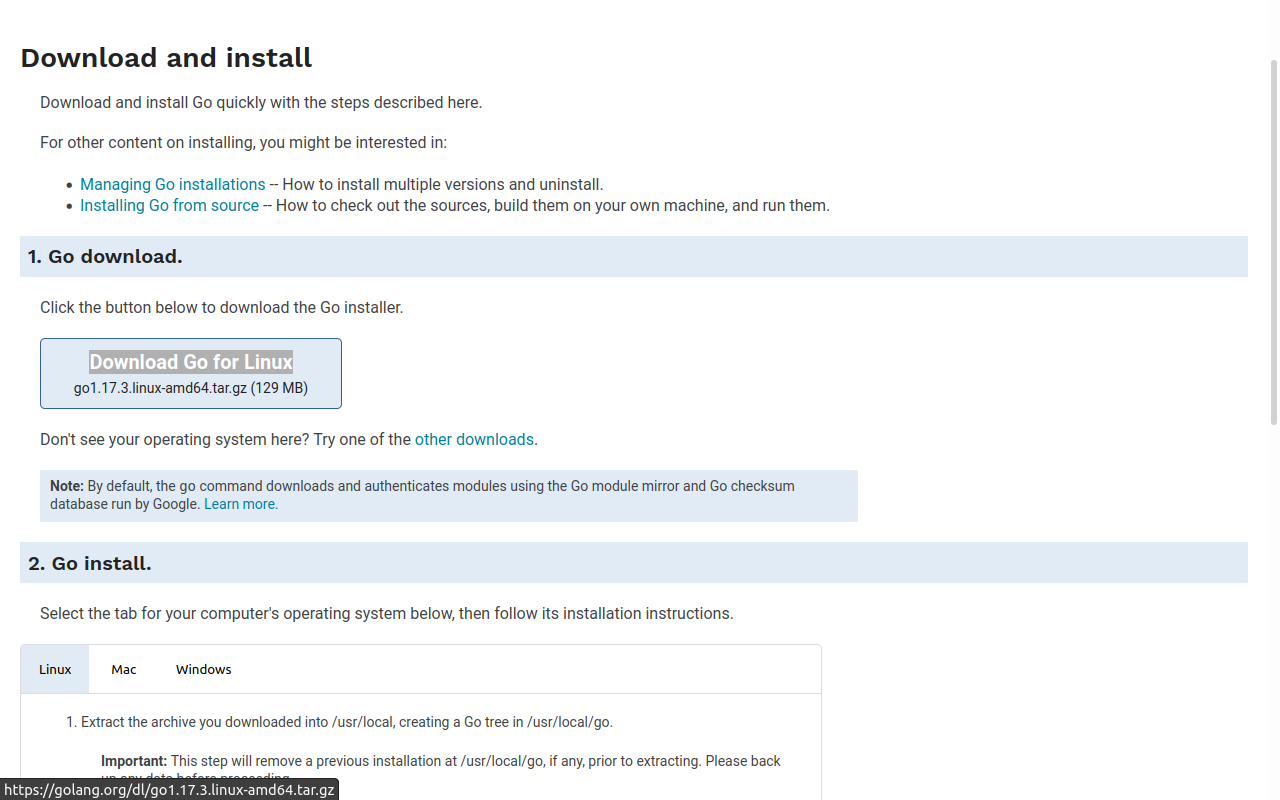 Download and install
Download and install Go quickly with the steps described here.
For other content on installing, you might be interested in:
• Managing Go installations -- How to install multiple versions and uninstall.
• Installing Go from source -- How to check out the sources, build them on your own machine, and run them.
1. Go download.
Click the button below to download the Go installer.
Download Go for Linux
go1.17.3.linux-amd64.tar.gz (129 MB)
Don't see your operating system here? Try one of the other downloads.
Note: By default, the go command downloads and authenticates modules using the Go module mirror and Go checksum
database run by Google. Learn more.
2. Go install.
Select the tab for your computer's operating system below, then follow its installation instructions.
Linux Mac Windows
1. Extract the archive you downloaded into /usr/local, creating a Go tree in /usr/local/go.
Important: This step will remove a previous installation at /usr/local/go, if any, prior to extracting. Please back
up any data before proceeding.
https://golang.org/dl/go1.17.3.linux-amd64.tar.gz